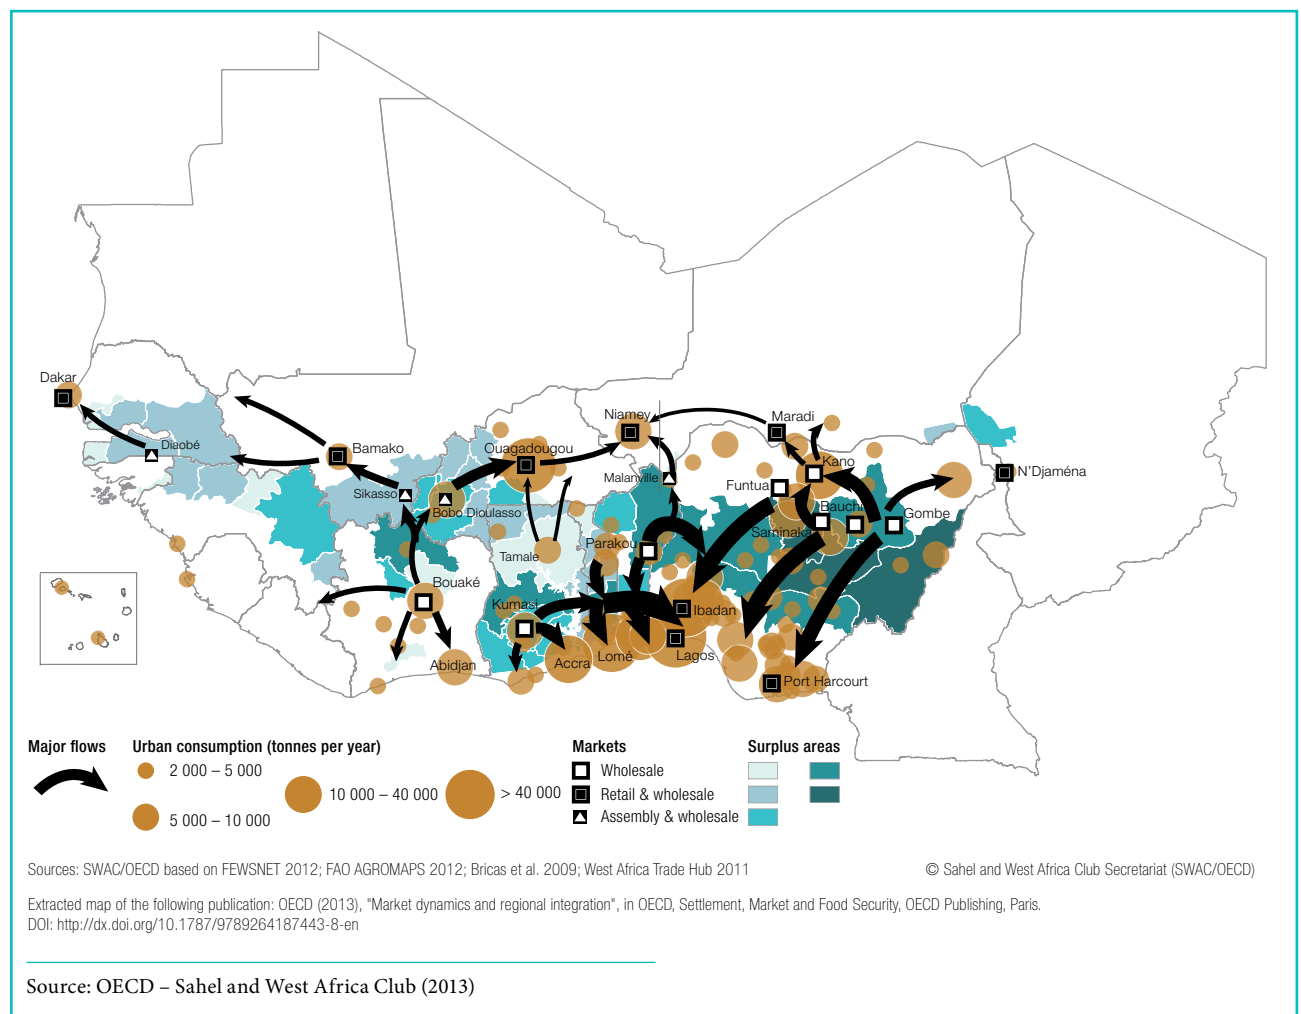 Dakar
Diaobé
Bamako
Sikasso
Ouagadougou
Bobo Dioulasso
Niamey
Maradi
Malanville
Kano
Funtua
Bauchi
Gombe
N'Djaména
Saminaka
Tamale
Parakou
Bouaké
Kumasi
Ibadan
Abidjan
Accra
Lomé
Lagos
Port Harcourt
Major flows
Urban consumption (tonnes per year)
2 000 – 5 000
5 000 – 10 000
10 000 – 40 000
> 40 000
Markets
Wholesale
Retail & wholesale
Assembly & wholesale
Surplus areas
Sources: SWAC/OECD based on FEWSNET 2012; FAO AGROMAPS 2012; Bricas et al. 2009; West Africa Trade Hub 2011
© Sahel and West Africa Club Secretariat (SWAC/OECD)
Extracted map of the following publication: OECD (2013), "Market dynamics and regional integration", in OECD, Settlement, Market and Food Security, OECD Publishing, Paris.
DOI: http://dx.doi.org/10.1787/9789264187443-8-en
Source: OECD – Sahel and West Africa Club (2013)